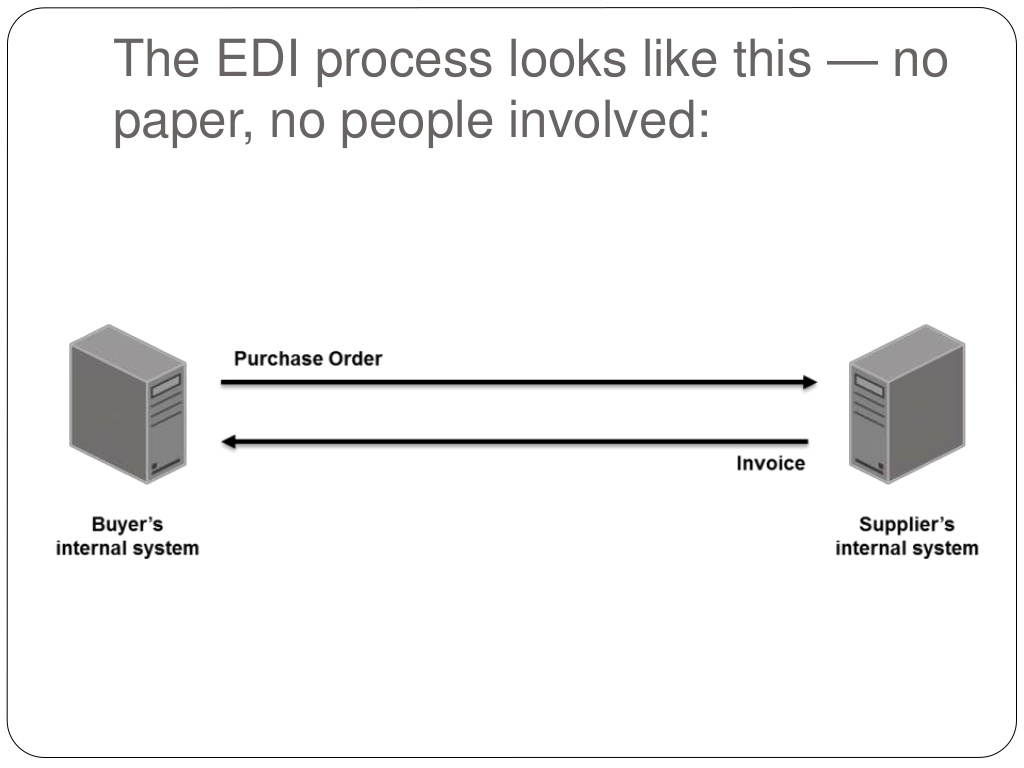 The EDI process looks like this — no
paper, no people involved:
Purchase Order
Invoice
Buyer’s
internal system
Supplier’s
internal system